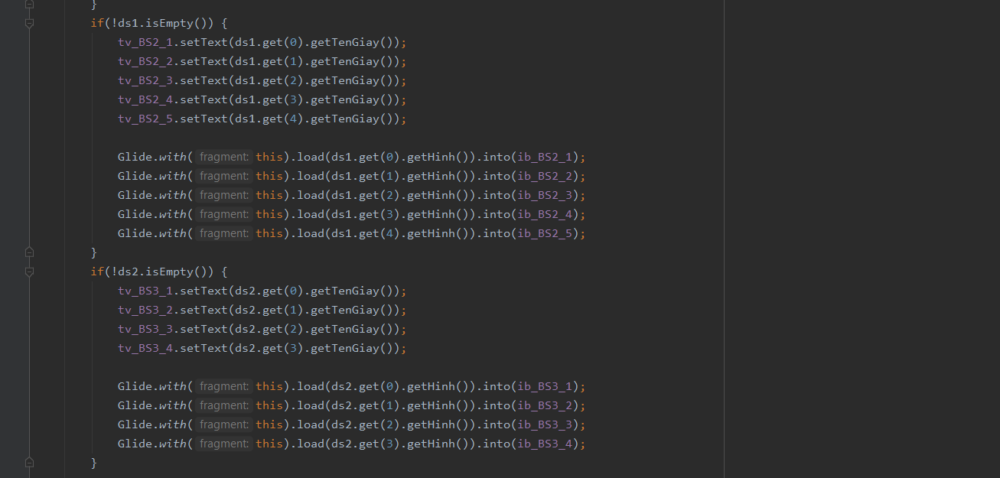 }
if(!ds1.isEmpty()) {
tv_BS2_1.setText(ds1.get(0).getTenGiay());
tv_BS2_2.setText(ds1.get(1).getTenGiay());
tv_BS2_3.setText(ds1.get(2).getTenGiay());
tv_BS2_4.setText(ds1.get(3).getTenGiay());
tv_BS2_5.setText(ds1.get(4).getTenGiay());
Glide.with( fragment: this).load(ds1.get(0).getHinh()).into(ib_BS2_1);
Glide.with( fragment: this).load(ds1.get(1).getHinh()).into(ib_BS2_2);
Glide.with( fragment: this).load(ds1.get(2).getHinh()).into(ib_BS2_3);
Glide.with( fragment: this).load(ds1.get(3).getHinh()).into(ib_BS2_4);
Glide.with( fragment: this).load(ds1.get(4).getHinh()).into(ib_BS2_5);
}
if(!ds2.isEmpty()) {
tv_BS3_1.setText(ds2.get(0).getTenGiay());
tv_BS3_2.setText(ds2.get(1).getTenGiay());
tv_BS3_3.setText(ds2.get(2).getTenGiay());
tv_BS3_4.setText(ds2.get(3).getTenGiay());
Glide.with( fragment: this).load(ds2.get(0).getHinh()).into(ib_BS3_1);
Glide.with( fragment: this).load(ds2.get(1).getHinh()).into(ib_BS3_2);
Glide.with( fragment: this).load(ds2.get(2).getHinh()).into(ib_BS3_3);
Glide.with( fragment: this).load(ds2.get(3).getHinh()).into(ib_BS3_4);
}